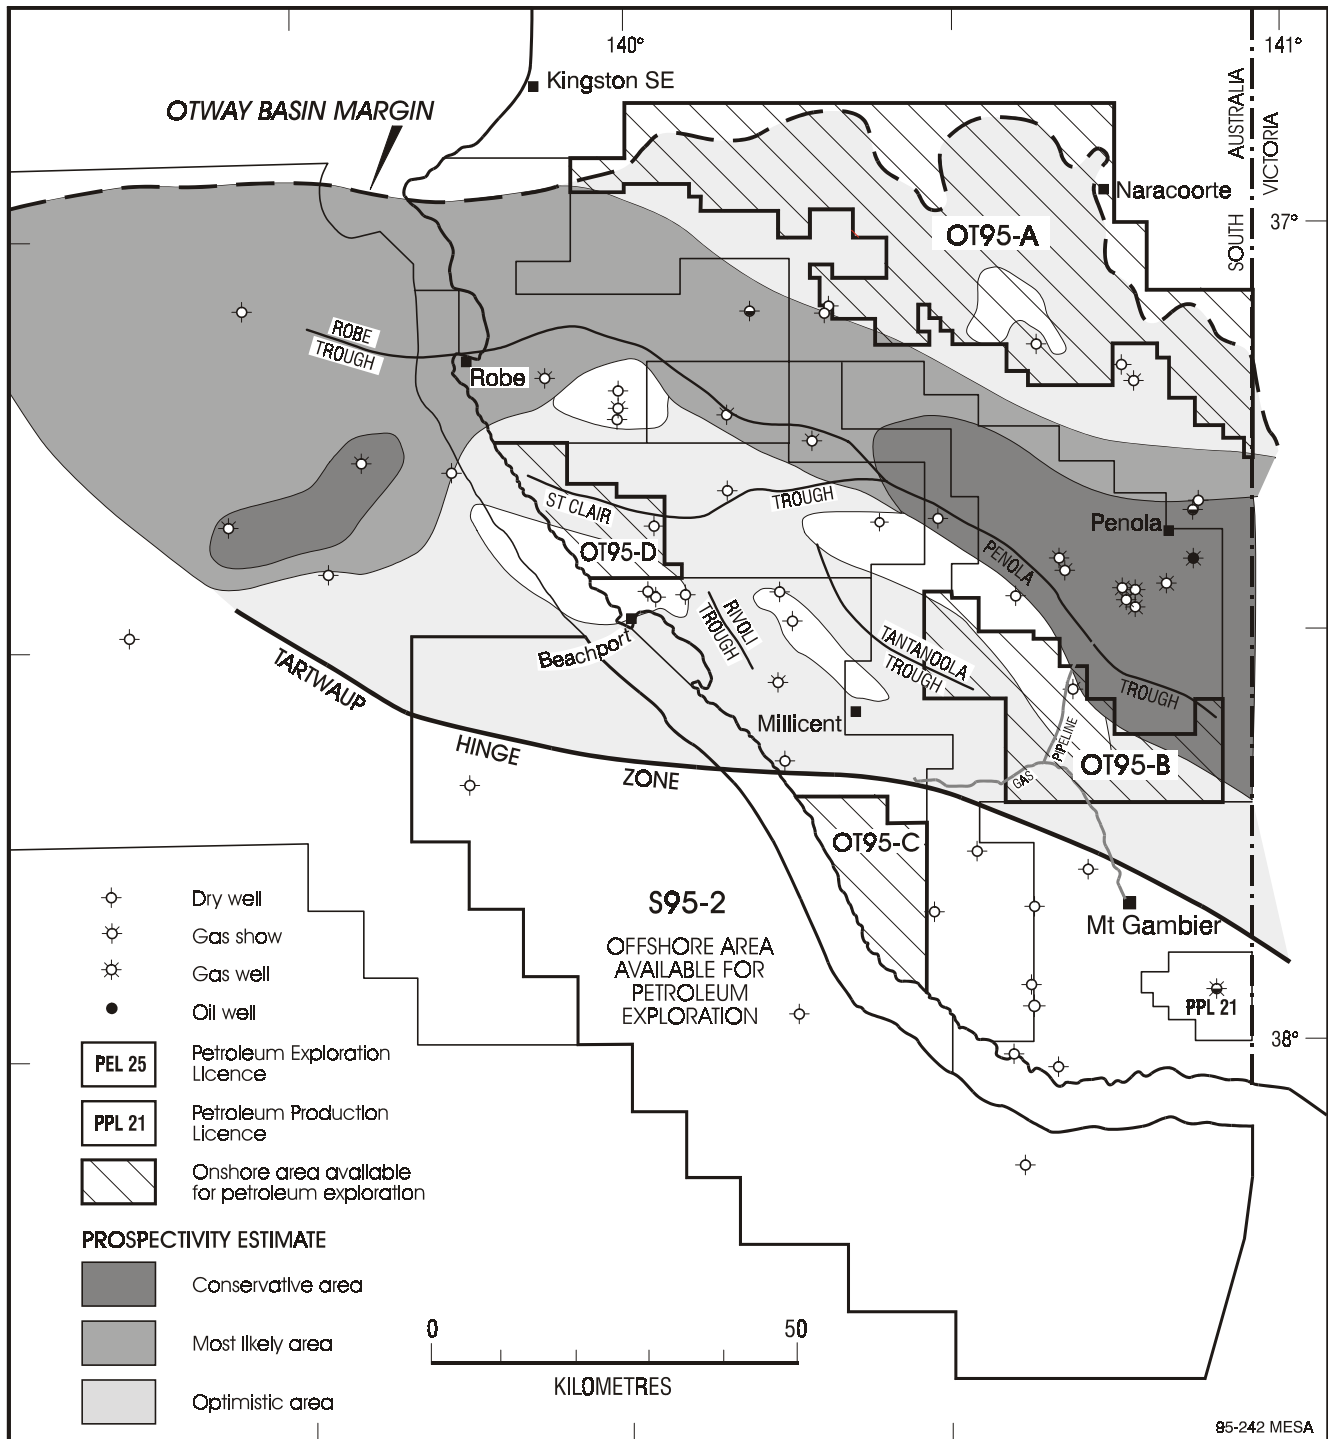 140°
141°
Kingston SE
OTWAY BASIN MARGIN
SOUTH AUSTRALIA
VICTORIA
Naracoorte
37°
OT95-A
ROBE
TROUGH
Robe
ST CLAIR
TROUGH
Penola
OT95-D
PENOLA
TROUGH
RIVOLI
TROUGH
Beachport
TANTANOOLA
TROUGH
TARTWAUP
HINGE
ZONE
Millicent
GAS
PIPELINE
OT95-B
OT95-C
S95-2
OFFSHORE AREA
AVAILABLE FOR
PETROLEUM
EXPLORATION
Mt Gambier
PPL 21
38°
Dry well
Gas show
Gas well
Oil well
PEL 25
Petroleum Exploration
Licence
PPL 21
Petroleum Production
Licence
Onshore area available
for petroleum exploration
PROSPECTIVITY ESTIMATE
Conservative area
Most likely area
Optimistic area
0
50
KILOMETRES
95-242 MESA